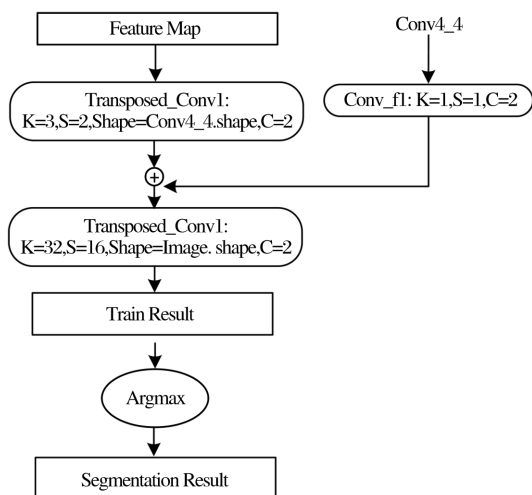 Feature Map
Conv4_4
Transposed_Conv1:
K=3,S=2,Shape=Conv4_4.shape,C=2
Conv_f1: K=1,S=1,C=2
+
Transposed_Conv1:
K=32,S=16,Shape=Image. shape,C=2
Train Result
Argmax
Segmentation Result